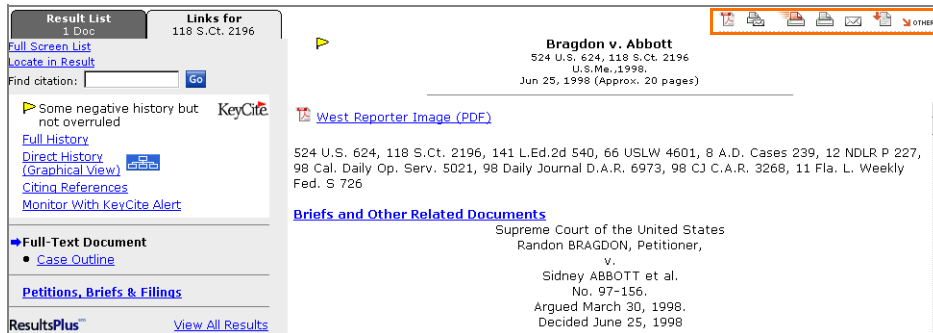 Result List
1 Doc
Links for
118 S.Ct. 2196
Full Screen List
Locate in Result
Find citation:
Go
Some negative history but
not overruled
KeyCite
Full History
Direct History
(Graphical View)
Citing References
Monitor With KeyCite Alert
Full-Text Document
Case Outline
Petitions, Briefs & Filings
ResultsPlus™
View All Results
OTHER
Bragdon v. Abbott
524 U.S. 624, 118 S.Ct. 2196
U.S.Me.,1998.
Jun 25, 1998 (Approx. 20 pages)
West Reporter Image (PDF)
524 U.S. 624, 118 S.Ct. 2196, 141 L.Ed.2d 540, 66 USLW 4601, 8 A.D. Cases 239, 12 NDLR P 227,
98 Cal. Daily Op. Serv. 5021, 98 Daily Journal D.A.R. 6973, 98 CJ C.A.R. 3268, 11 Fla. L. Weekly
Fed. S 726
Briefs and Other Related Documents
Supreme Court of the United States
Randon BRAGDON, Petitioner,
v.
Sidney ABBOTT et al.
No. 97-156.
Argued March 30, 1998.
Decided June 25, 1998